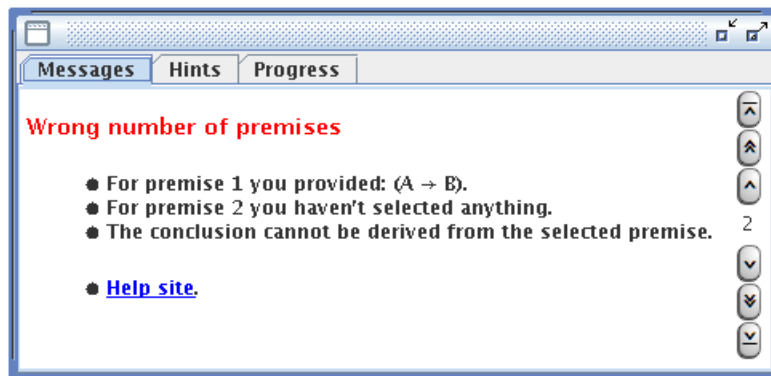 Messages Hints Progress
Wrong number of premises
For premise 1 you provided: (A → B).
For premise 2 you haven't selected anything.
The conclusion cannot be derived from the selected premise.
2
Help site.